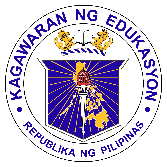 KAGAWARAN NG EDUKASYON
REPUBLIKA NG PILIPINAS